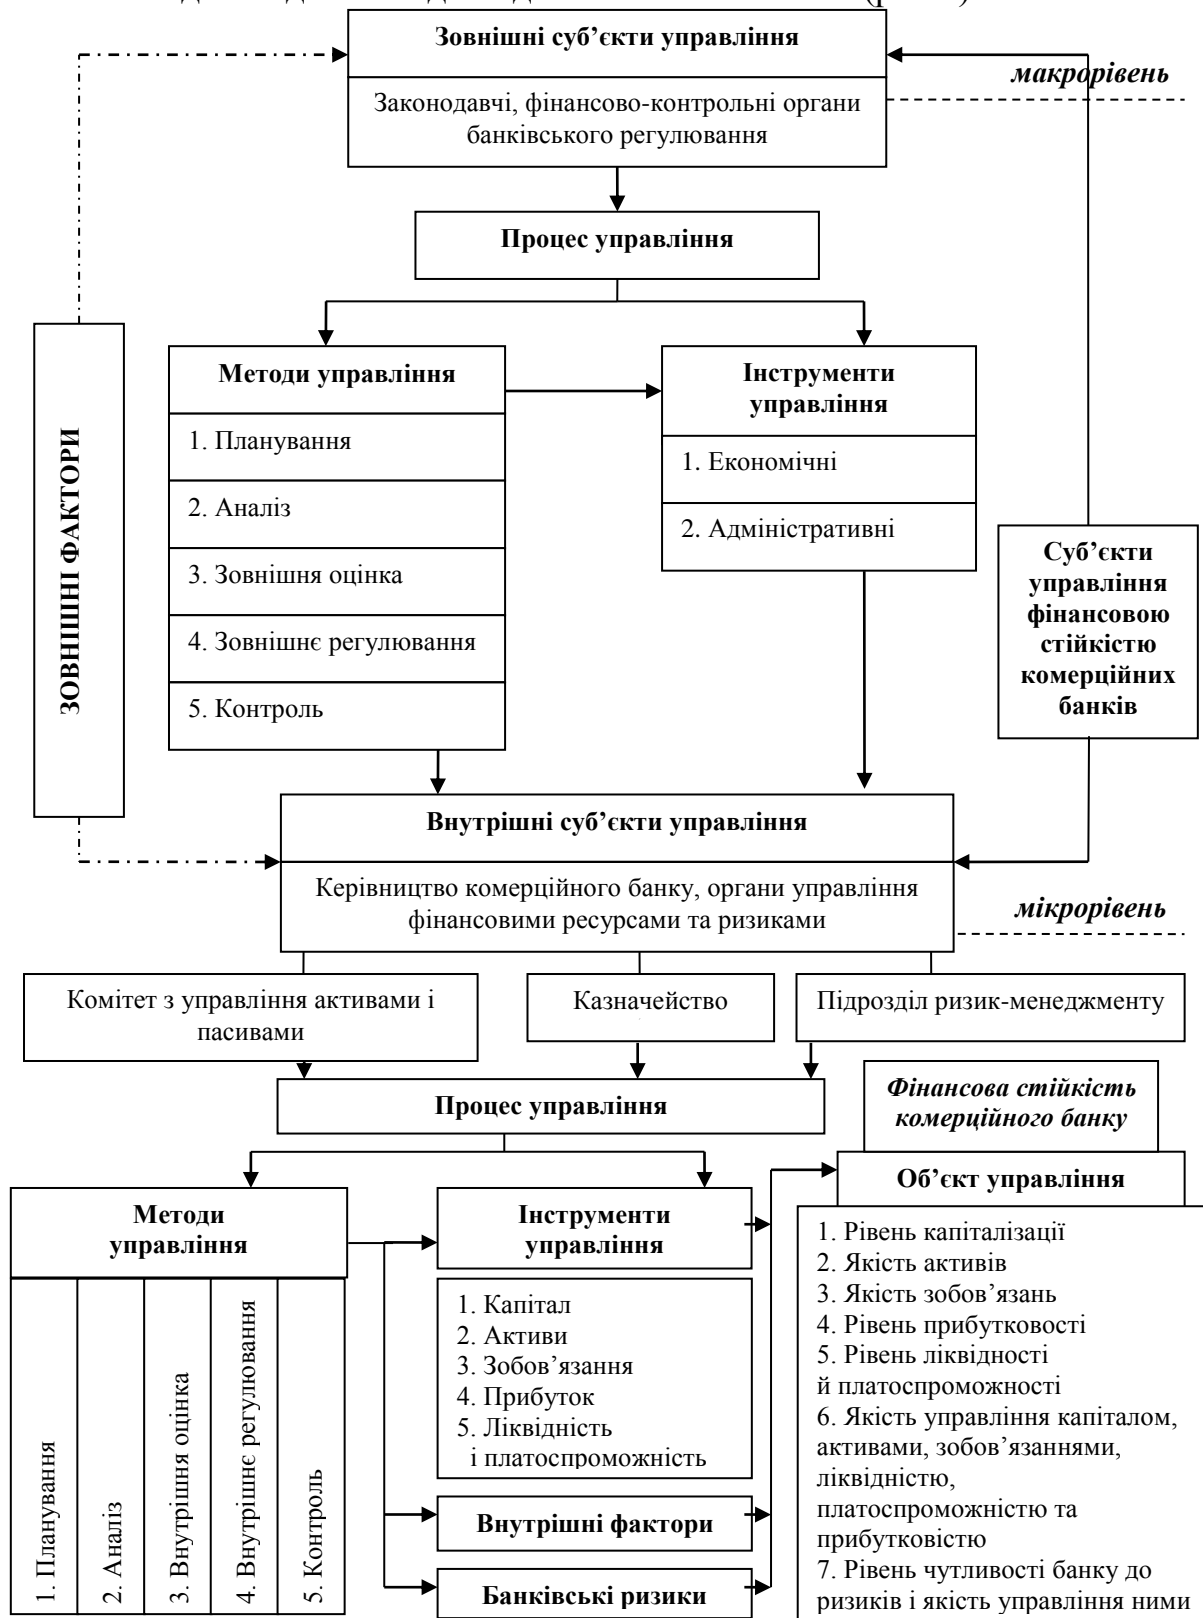 Зовнішні суб’єкти управління
макрорівень
Законодавчі, фінансово-контрольні органи
банківського регулювання
Процес управління
ЗОВНІШНІ ФАКТОРИ
Методи управління
1. Планування
2. Аналіз
3. Зовнішня оцінка
4. Зовнішнє регулювання
5. Контроль
Інструменти
управління
1. Економічні
2. Адміністративні
Суб’єкти
управління
фінансовою
стійкістю
комерційних
банків
Внутрішні суб’єкти управління
Керівництво комерційного банку, органи управління
фінансовими ресурсами та ризиками
мікрорівень
Комітет з управління активами і
пасивами
Казначейство
Підрозділ ризик-менеджменту
Процес управління
Фінансова стійкість
комерційного банку
Методи
управління
1. Планування
2. Аналіз
3. Внутрішня оцінка
4. Внутрішнє регулювання
5. Контроль
Інструменти
управління
1. Капітал
2. Активи
3. Зобов’язання
4. Прибуток
5. Ліквідність
і платоспроможність
Внутрішні фактори
Банківські ризики
Об’єкт управління
1. Рівень капіталізації
2. Якість активів
3. Якість зобов’язань
4. Рівень прибутковості
5. Рівень ліквідності
й платоспроможності
6. Якість управління капіталом,
активами, зобов’язаннями,
ліквідністю,
платоспроможністю та
прибутковістю
7. Рівень чутливості банку до
ризиків і якість управління ними